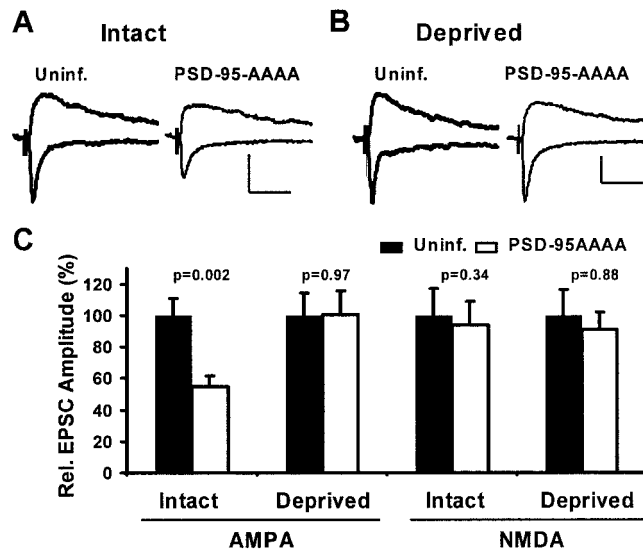 A
Intact
Uninf.
PSD-95-AAAA
B
Deprived
Uninf.
PSD-95-AAAA
C
Uninf.
PSD-95AAAA
Rel. EPSC Amplitude (%)
120
100
80
60
40
20
0
p=0.002
p=0.97
p=0.34
p=0.88
Intact
Deprived
Intact
Deprived
AMPA
NMDA